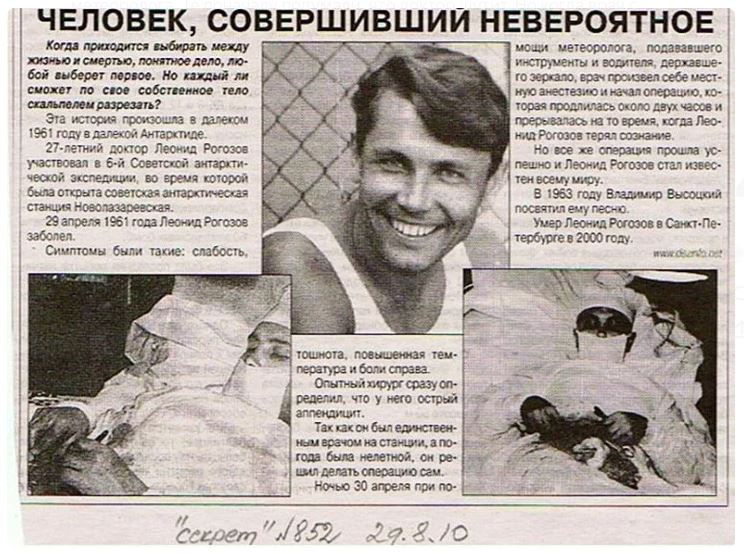 ЧЕЛОВЕК, СОВЕРШИВШИЙ НЕВЕРОЯТНОЕ
Когда приходится выбирать между
жизнью и смертью, понятное дело, лю-
бой выберет первое. Но каждый ли
сможет по свое собственное тело
скальпелем разрезать?
Эта история произошла в далеком
1961 году в далекой Антарктиде.
27-летний доктор Леонид Рогозов
участвовал в 6-й Советской антаркти-
ческой экспедиции, во время которой
была открыта советская антарктическая
станция Новолазаревская.
29 апреля 1961 года Леонид Рогозов
заболел.
Симптомы были такие: слабость,
тошнота, повышенная тем-
пература и боли справа.
Опытный хирург сразу оп-
ределил, что у него острый
аппендицит.
Так как он был единствен-
ным врачом на станции, а по-
года была нелетной, он ре-
шил делать операцию сам.
Ночью 30 апреля при по-
мощи метеоролога, подававшего
инструменты и водителя, державше-
го зеркало, врач произвел себе мест-
ную анестезию и начал операцию, ко-
торая продлилась около двух часов и
прерывалась на то время, когда Лео-
нид Рогозов терял сознание.
Но все же операция прошла ус-
пешно и Леонид Рогозов стал извес-
тен всему миру.
В 1963 году Владимир Высоцкий
посвятил ему песню.
Умер Леонид Рогозов в Санкт-Пе-
тербурге в 2000 году.
"секрет" №852 29.8.10